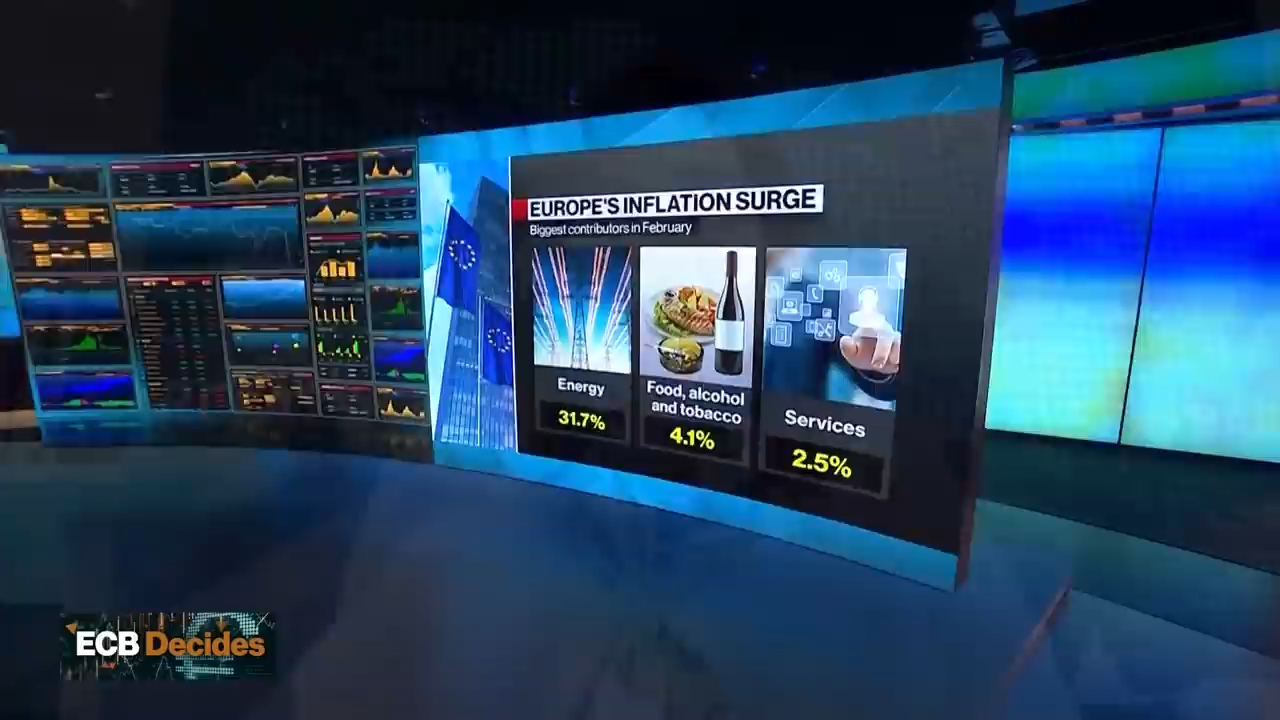 EUROPE'S INFLATION SURGE
Biggest contributors in February
Energy
31.7%
Food, alcohol
and tobacco
4.1%
Services
2.5%
ECB Decides